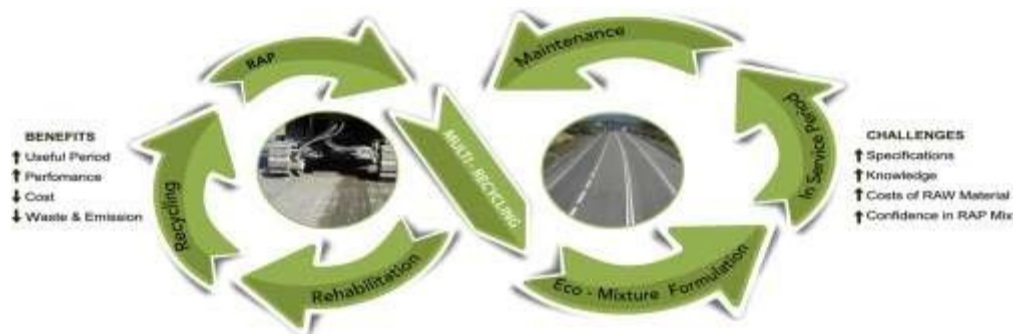 BENEFITS
Useful Period
Perfomance
Cost
Waste & Emission
RAP
Recycling
Rehabilitation
MULTI-RECYCLING
Maintenance
In Service Period
Eco - Mixture Formulation
CHALLENGES
Specifications
Knowledge
Costs of RAW Material
Confidence in RAP Mix